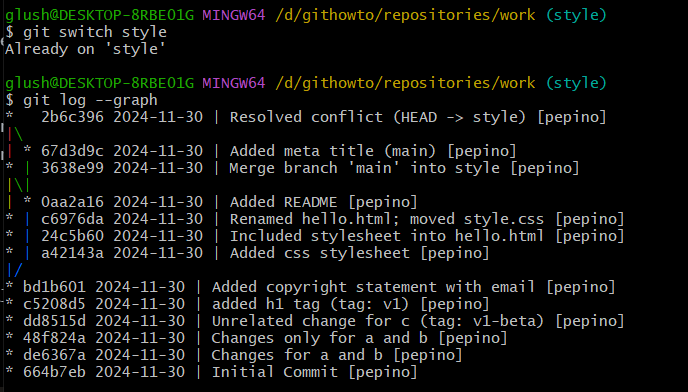 glush@DESKTOP-8RBEO1G MINGW64 /d/githowto/repositories/work (style)
$ git switch style
Already on 'style'
glush@DESKTOP-8RBEO1G MINGW64 /d/githowto/repositories/work (style)
$ git log --graph
*   2b6c396 2024-11-30 | Resolved conflict (HEAD -> style) [pepino]
|\
| * 67d3d9c 2024-11-30 | Added meta title (main) [pepino]
* | 3638e99 2024-11-30 | Merge branch 'main' into style [pepino]
|\|
| * 0aa2a16 2024-11-30 | Added README [pepino]
* | c6976da 2024-11-30 | Renamed hello.html; moved style.css [pepino]
* | 24c5b60 2024-11-30 | Included stylesheet into hello.html [pepino]
* | a42143a 2024-11-30 | Added css stylesheet [pepino]
|/
* bd1b601 2024-11-30 | Added copyright statement with email [pepino]
* c5208d5 2024-11-30 | added h1 tag (tag: v1) [pepino]
* dd8515d 2024-11-30 | Unrelated change for c (tag: v1-beta) [pepino]
* 48f824a 2024-11-30 | Changes only for a and b [pepino]
* de6367a 2024-11-30 | Changes for a and b [pepino]
* 664b7eb 2024-11-30 | Initial Commit [pepino]